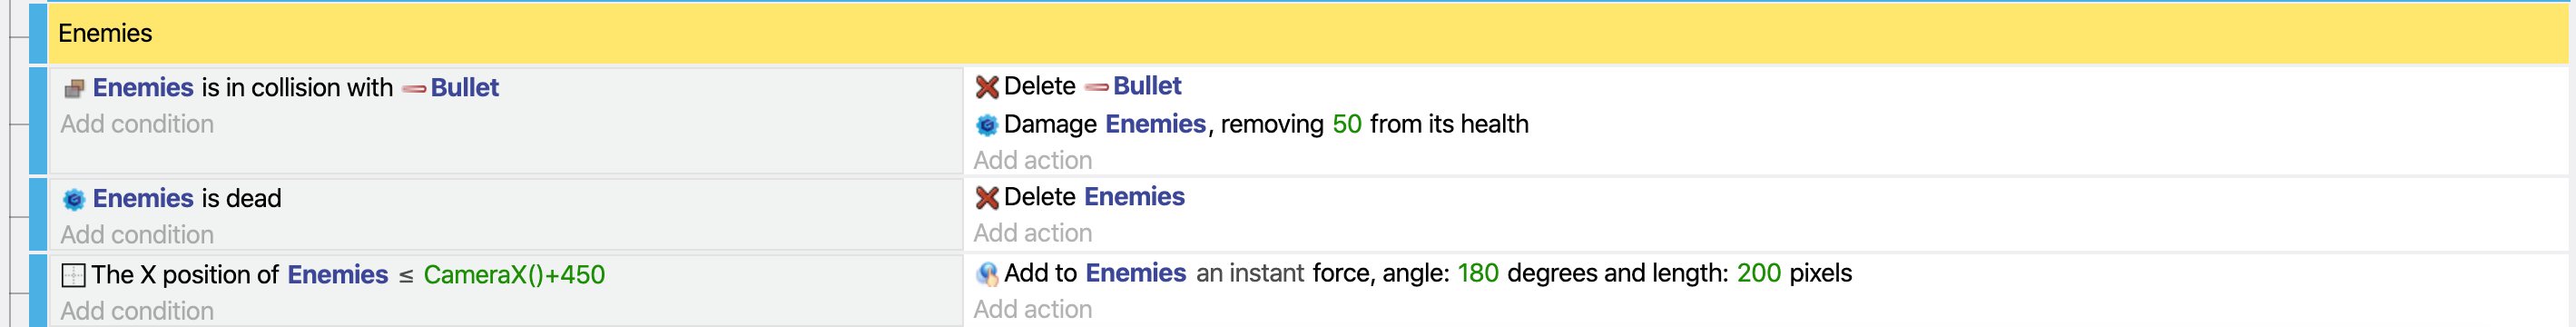 Enemies
Enemies is in collision with Bullet
Add condition
Delete Bullet
Damage Enemies, removing 50 from its health
Add action
Enemies is dead
Add condition
Delete Enemies
Add action
The X position of Enemies ≤ CameraX()+450
Add condition
Add to Enemies an instant force, angle: 180 degrees and length: 200 pixels
Add action